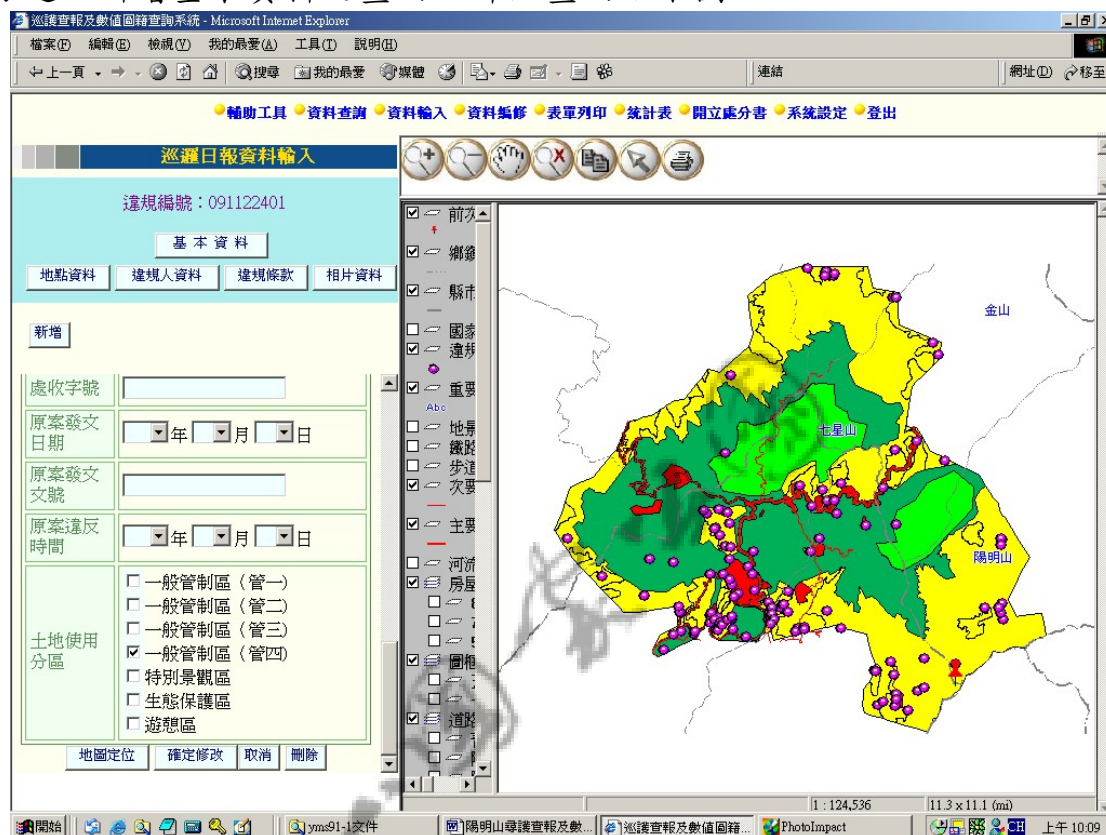 巡護查報及數值圖籍查詢系統 - Microsoft Internet Explorer
檔案(F) 編輯(E) 檢視(V) 我的最愛(A) 工具(T) 說明(H)
上一頁 搜尋 我的最愛 媒體 連結 網址(D) 移至
輔助工具 資料查詢 資料輸入 資料編修 表單列印 統計表 開立處分書 系統設定 登出
巡邏日報資料輸入
違規編號：091122401
基 本 資 料
地點資料 違規人資料 違規條款 相片資料
新增
處收字號
原案發文日期 年 月 日
原案發文文號
原案違反時間 年 月 日
土地使用分區
一般管制區（管一）
一般管制區（管二）
一般管制區（管三）
一般管制區（管四）
特別景觀區
生態保護區
遊憩區
地圖定位 確定修改 取消 刪除
前次
鄉鎮
縣市
國家
違規
重要
Abc
地景
鐵路
步道
次要
主要
河流
房屋
圖框
道路
金山
七星山
陽明山
1 : 124,536 11.3 x 11.1 (mi)
開始 yms91-1文件 陽明山尋護查報及數... 巡護查報及數值圖籍... PhotoImpact CH 上午 10:09